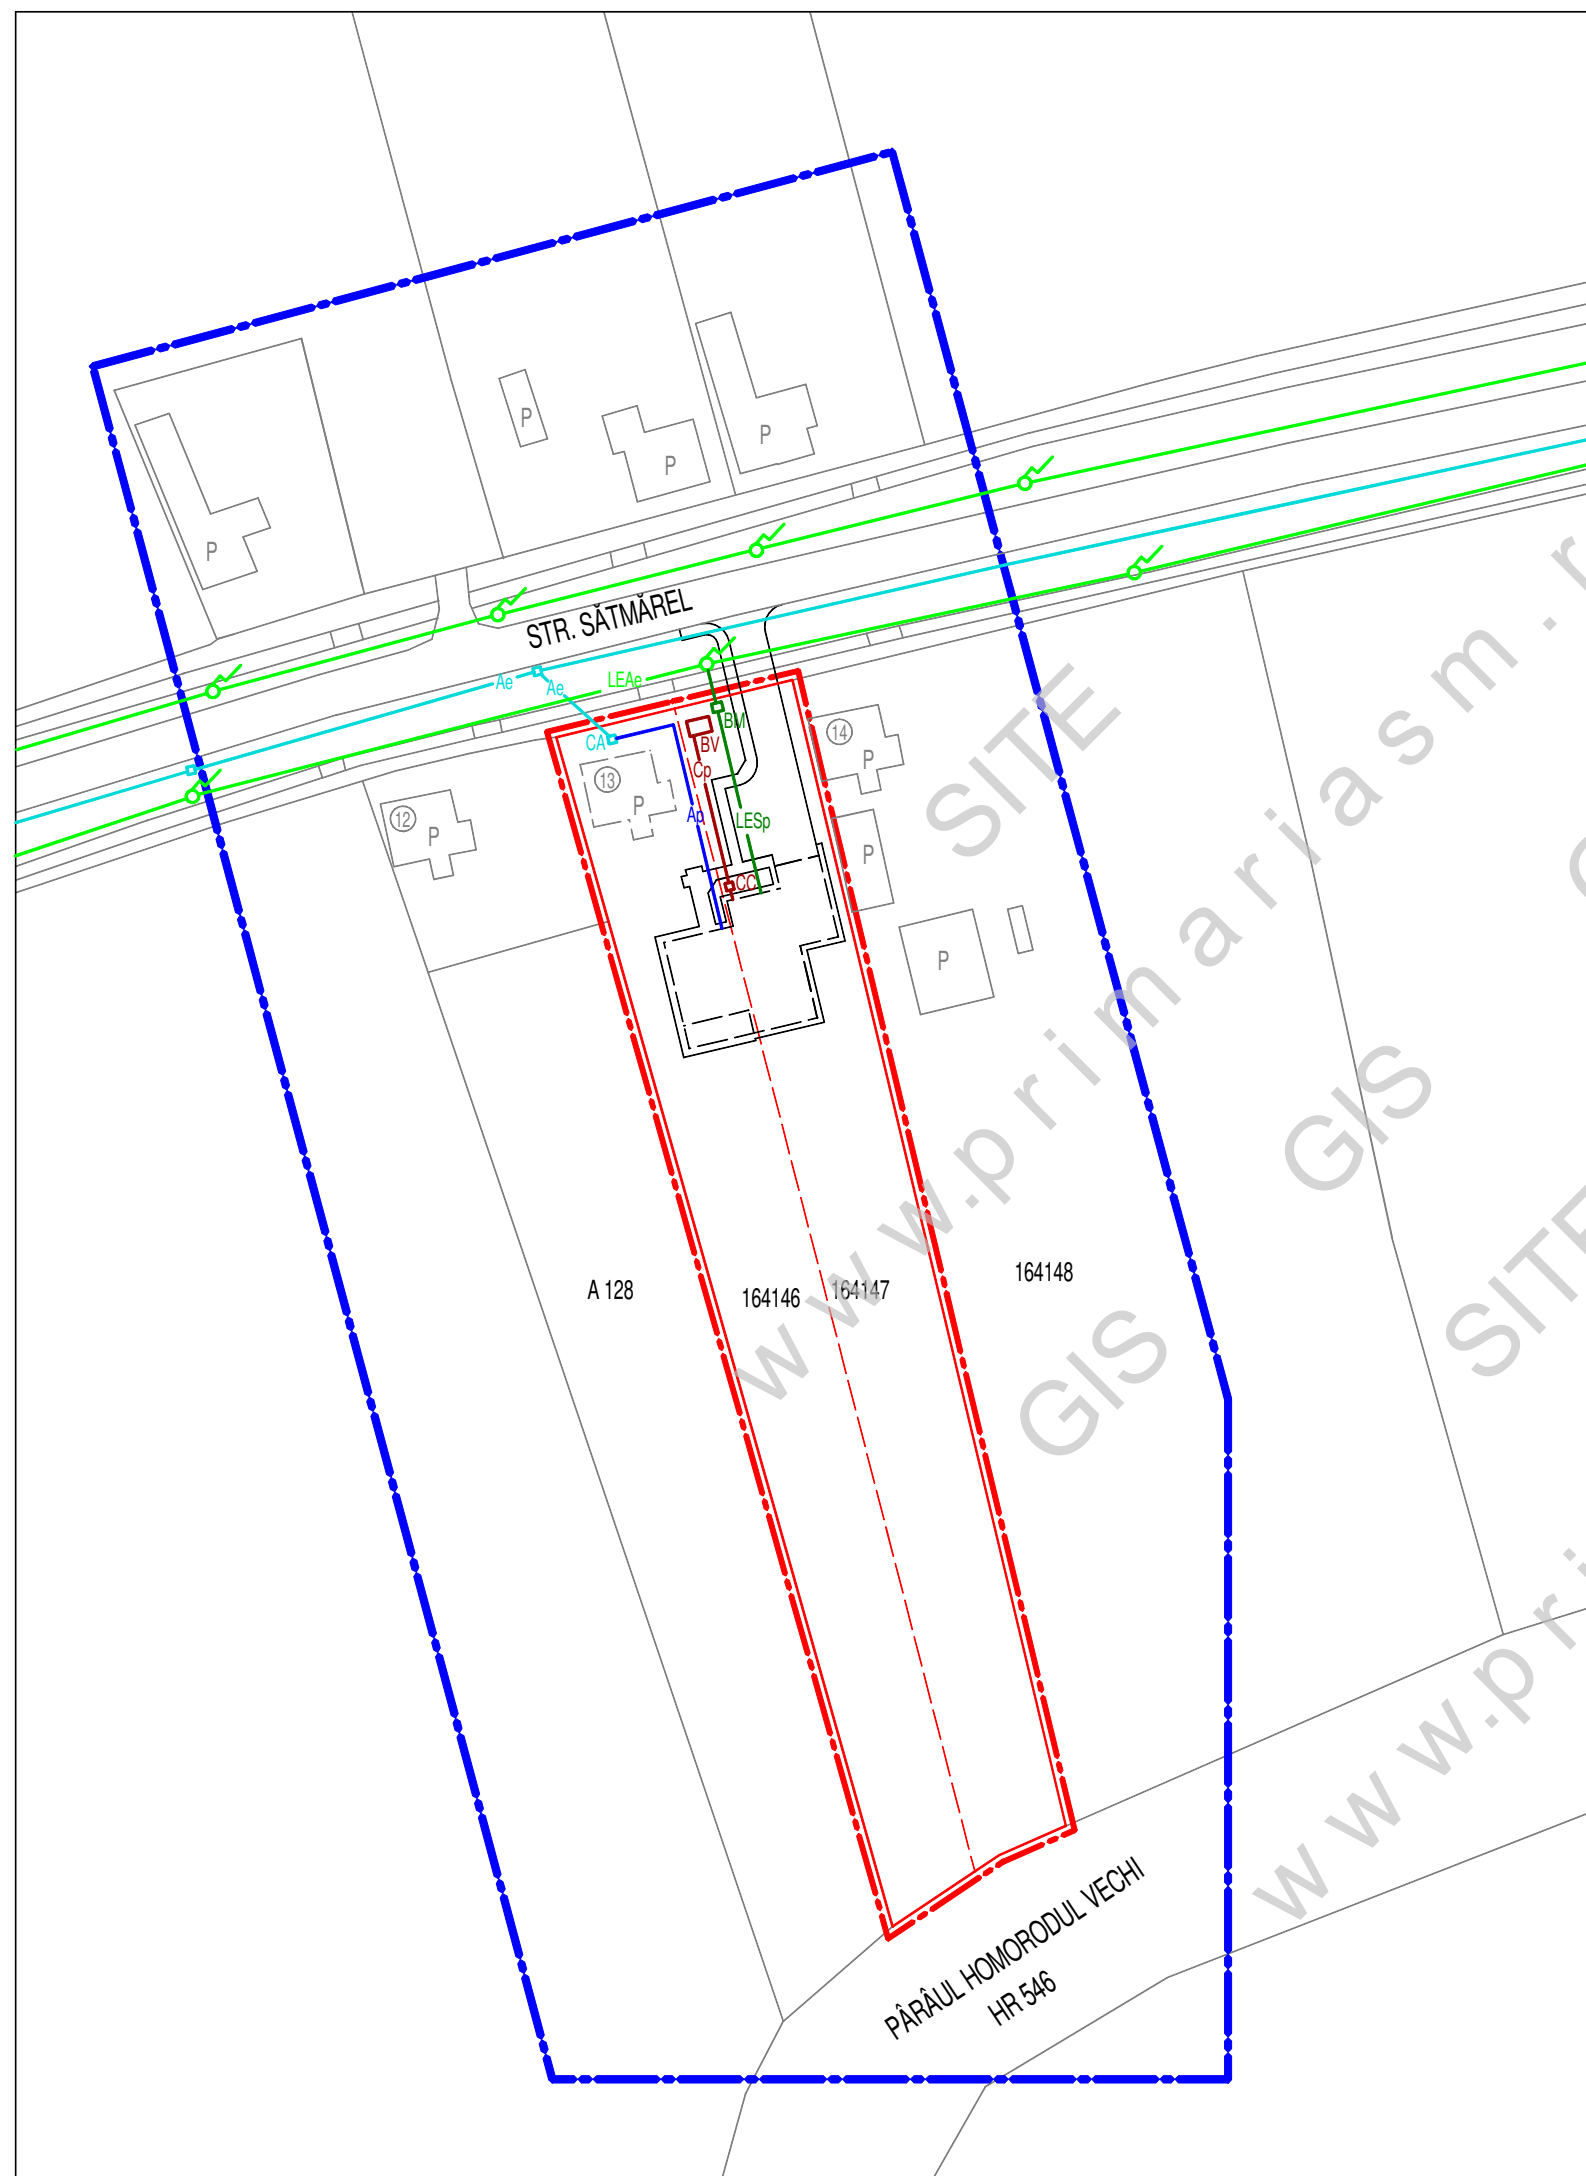 P
P
P
P
P
STR. SĂTMĂREL
Ae
Ae
LEAe
CA
BM
BV
Cp
13
P
14
P
12
P
Ap
LESp
P
CC
P
SITE
www.primariasm.r
GIS
A 128
164146
164147
164148
GIS
SITE
www.pri
PÂRÂUL HOMORODUL VECHI
HR 546